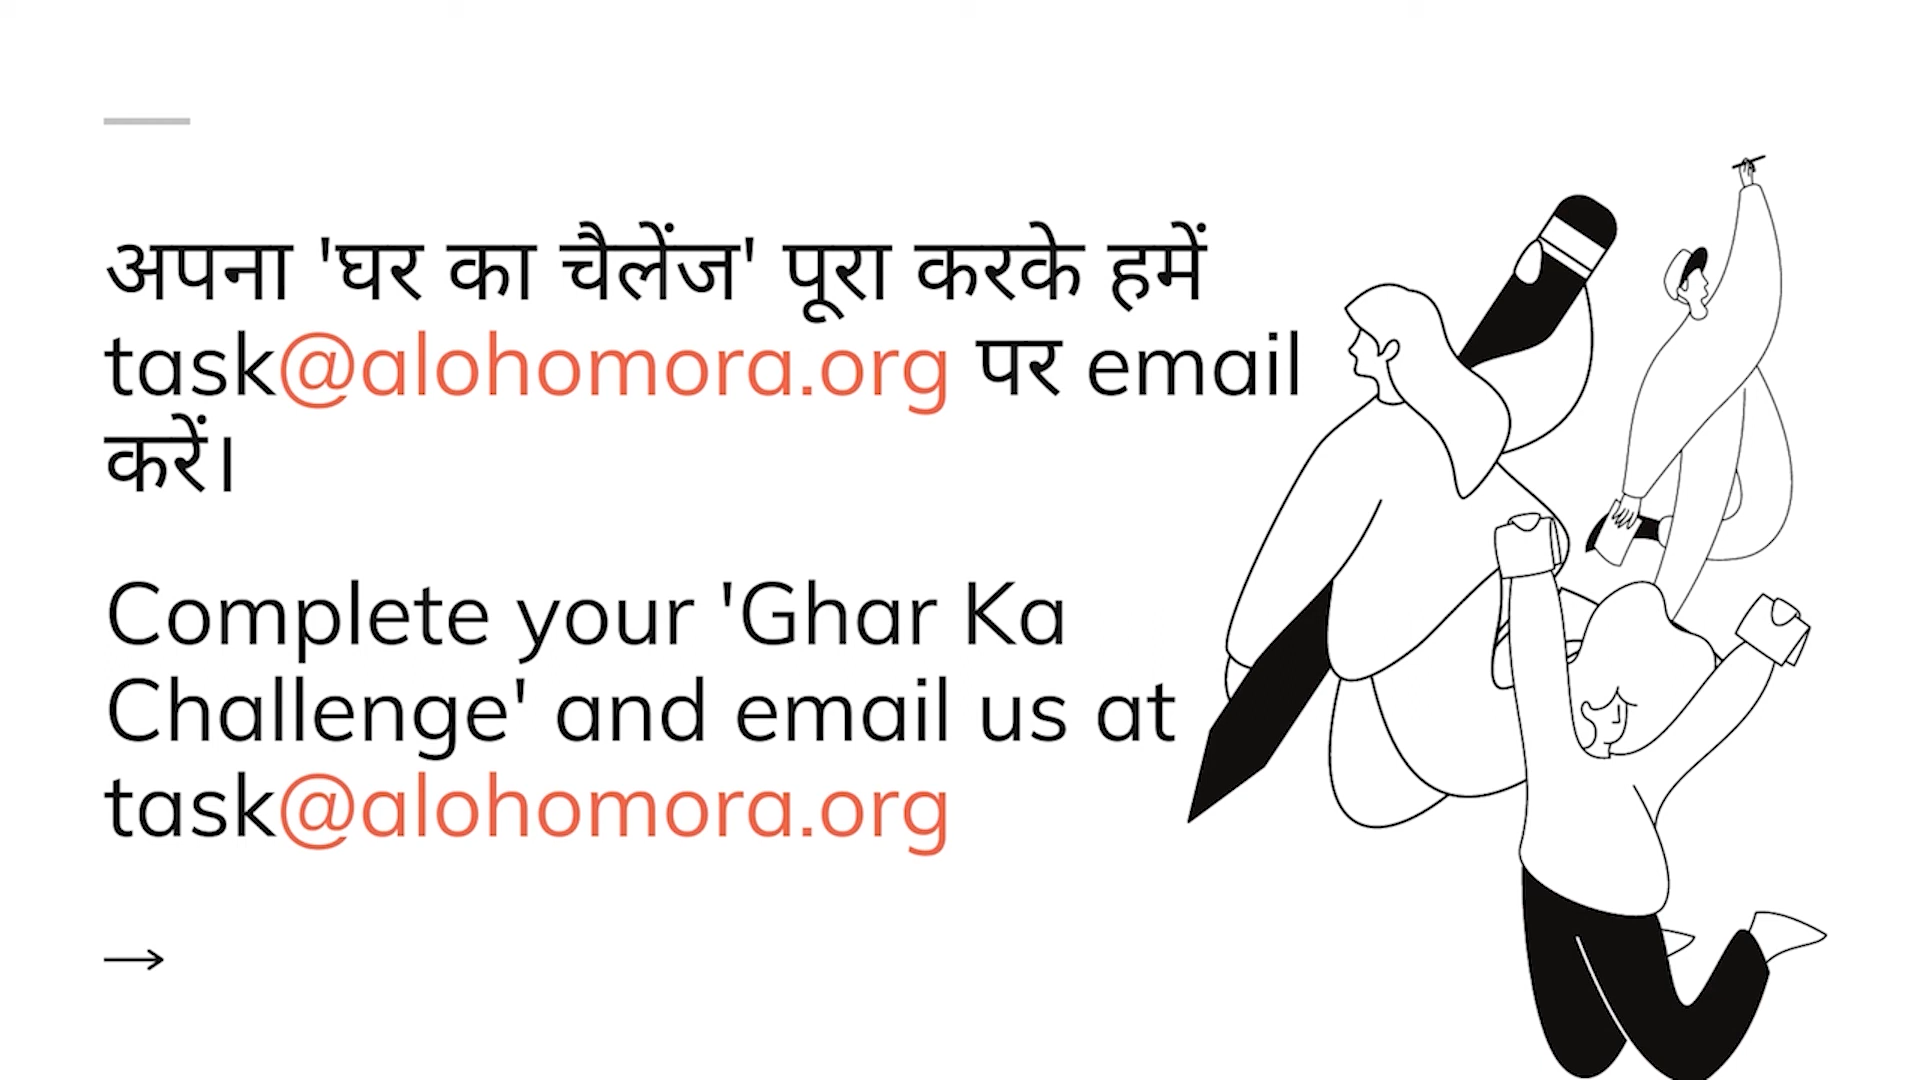 अपना 'घर का चैलेंज' पूरा करके हमें
task@alohomora.org पर email
करें।
Complete your 'Ghar Ka
Challenge' and email us at
task@alohomora.org